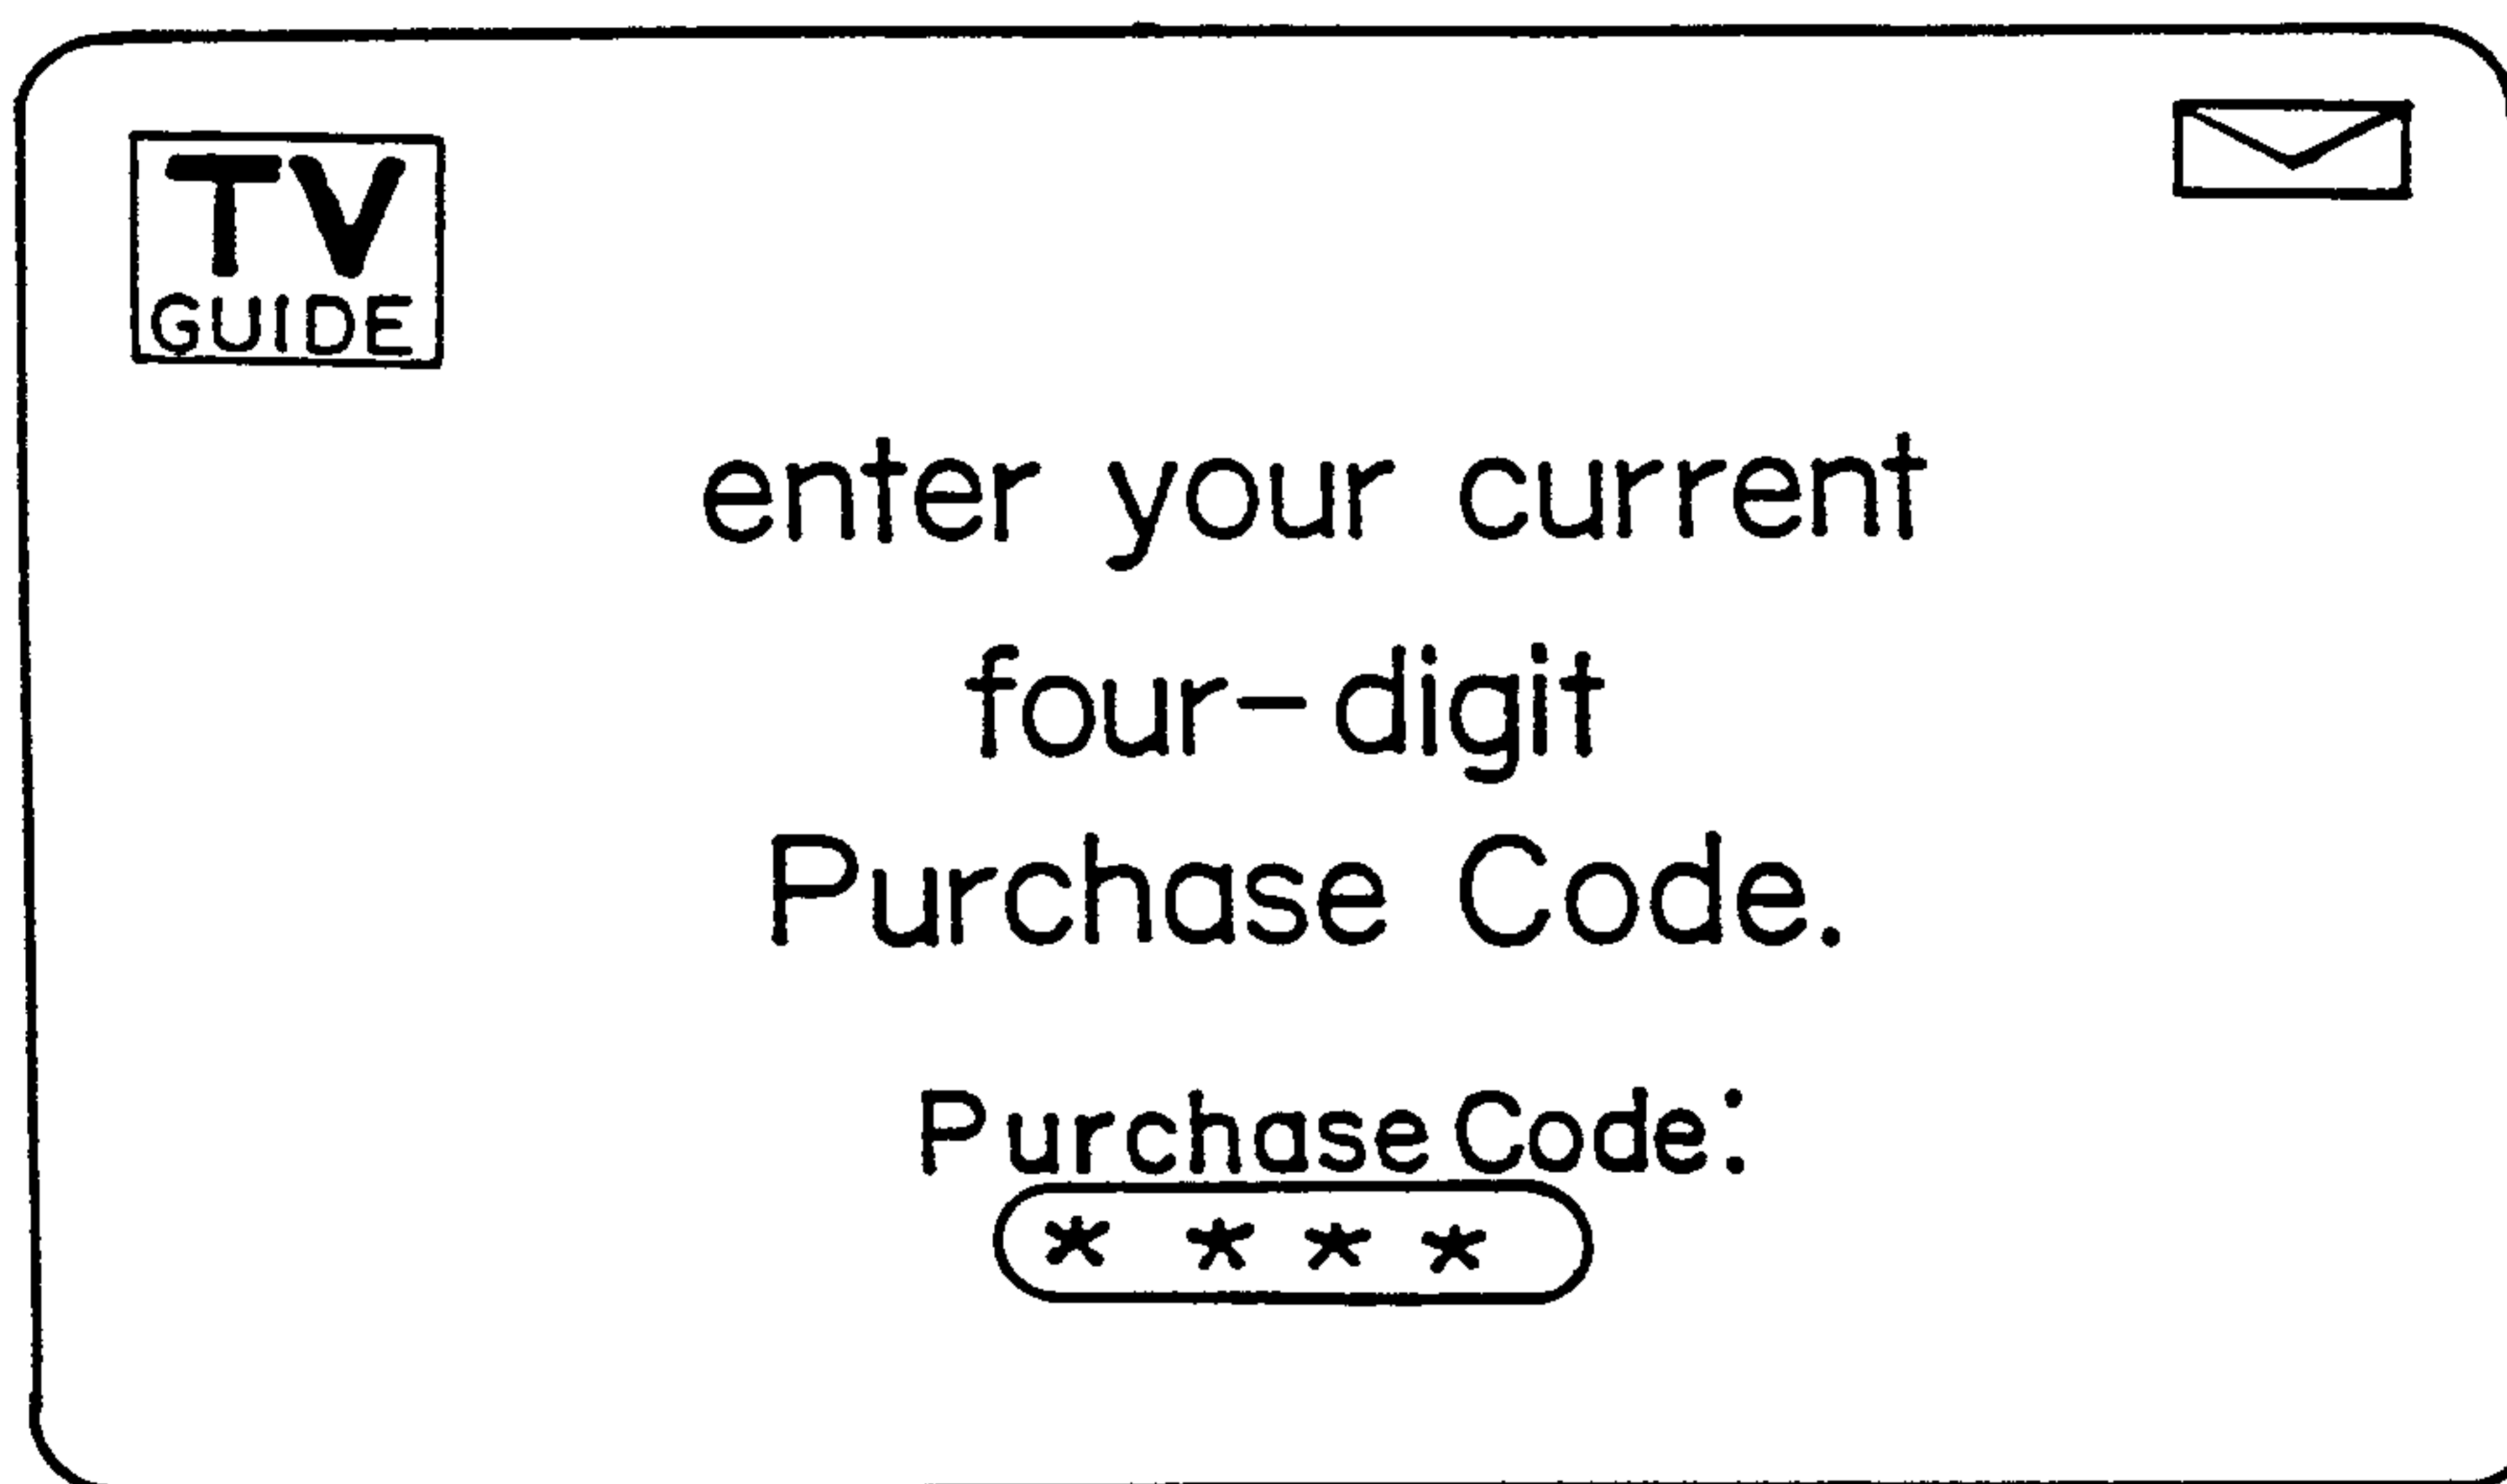 TV
GUIDE
enter your current
four-digit
Purchase Code.
Purchase Code:
* * * *